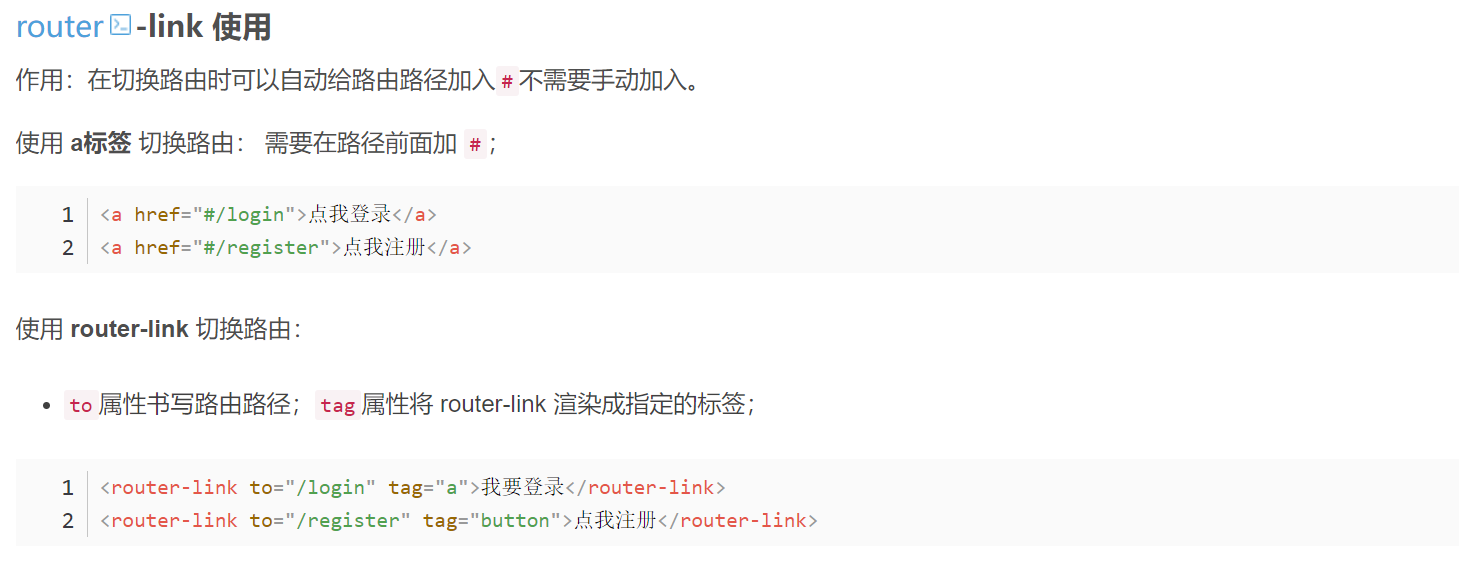 router-link 使用
作用：在切换路由时可以自动给路由路径加入#不需要手动加入。
使用 a标签 切换路由： 需要在路径前面加 #；
1 <a href="#/login">点我登录</a>
2 <a href="#/register">点我注册</a>
使用 router-link 切换路由：
• to属性书写路由路径；tag属性将 router-link 渲染成指定的标签；
1 <router-link to="/login" tag="a">我要登录</router-link>
2 <router-link to="/register" tag="button">点我注册</router-link>